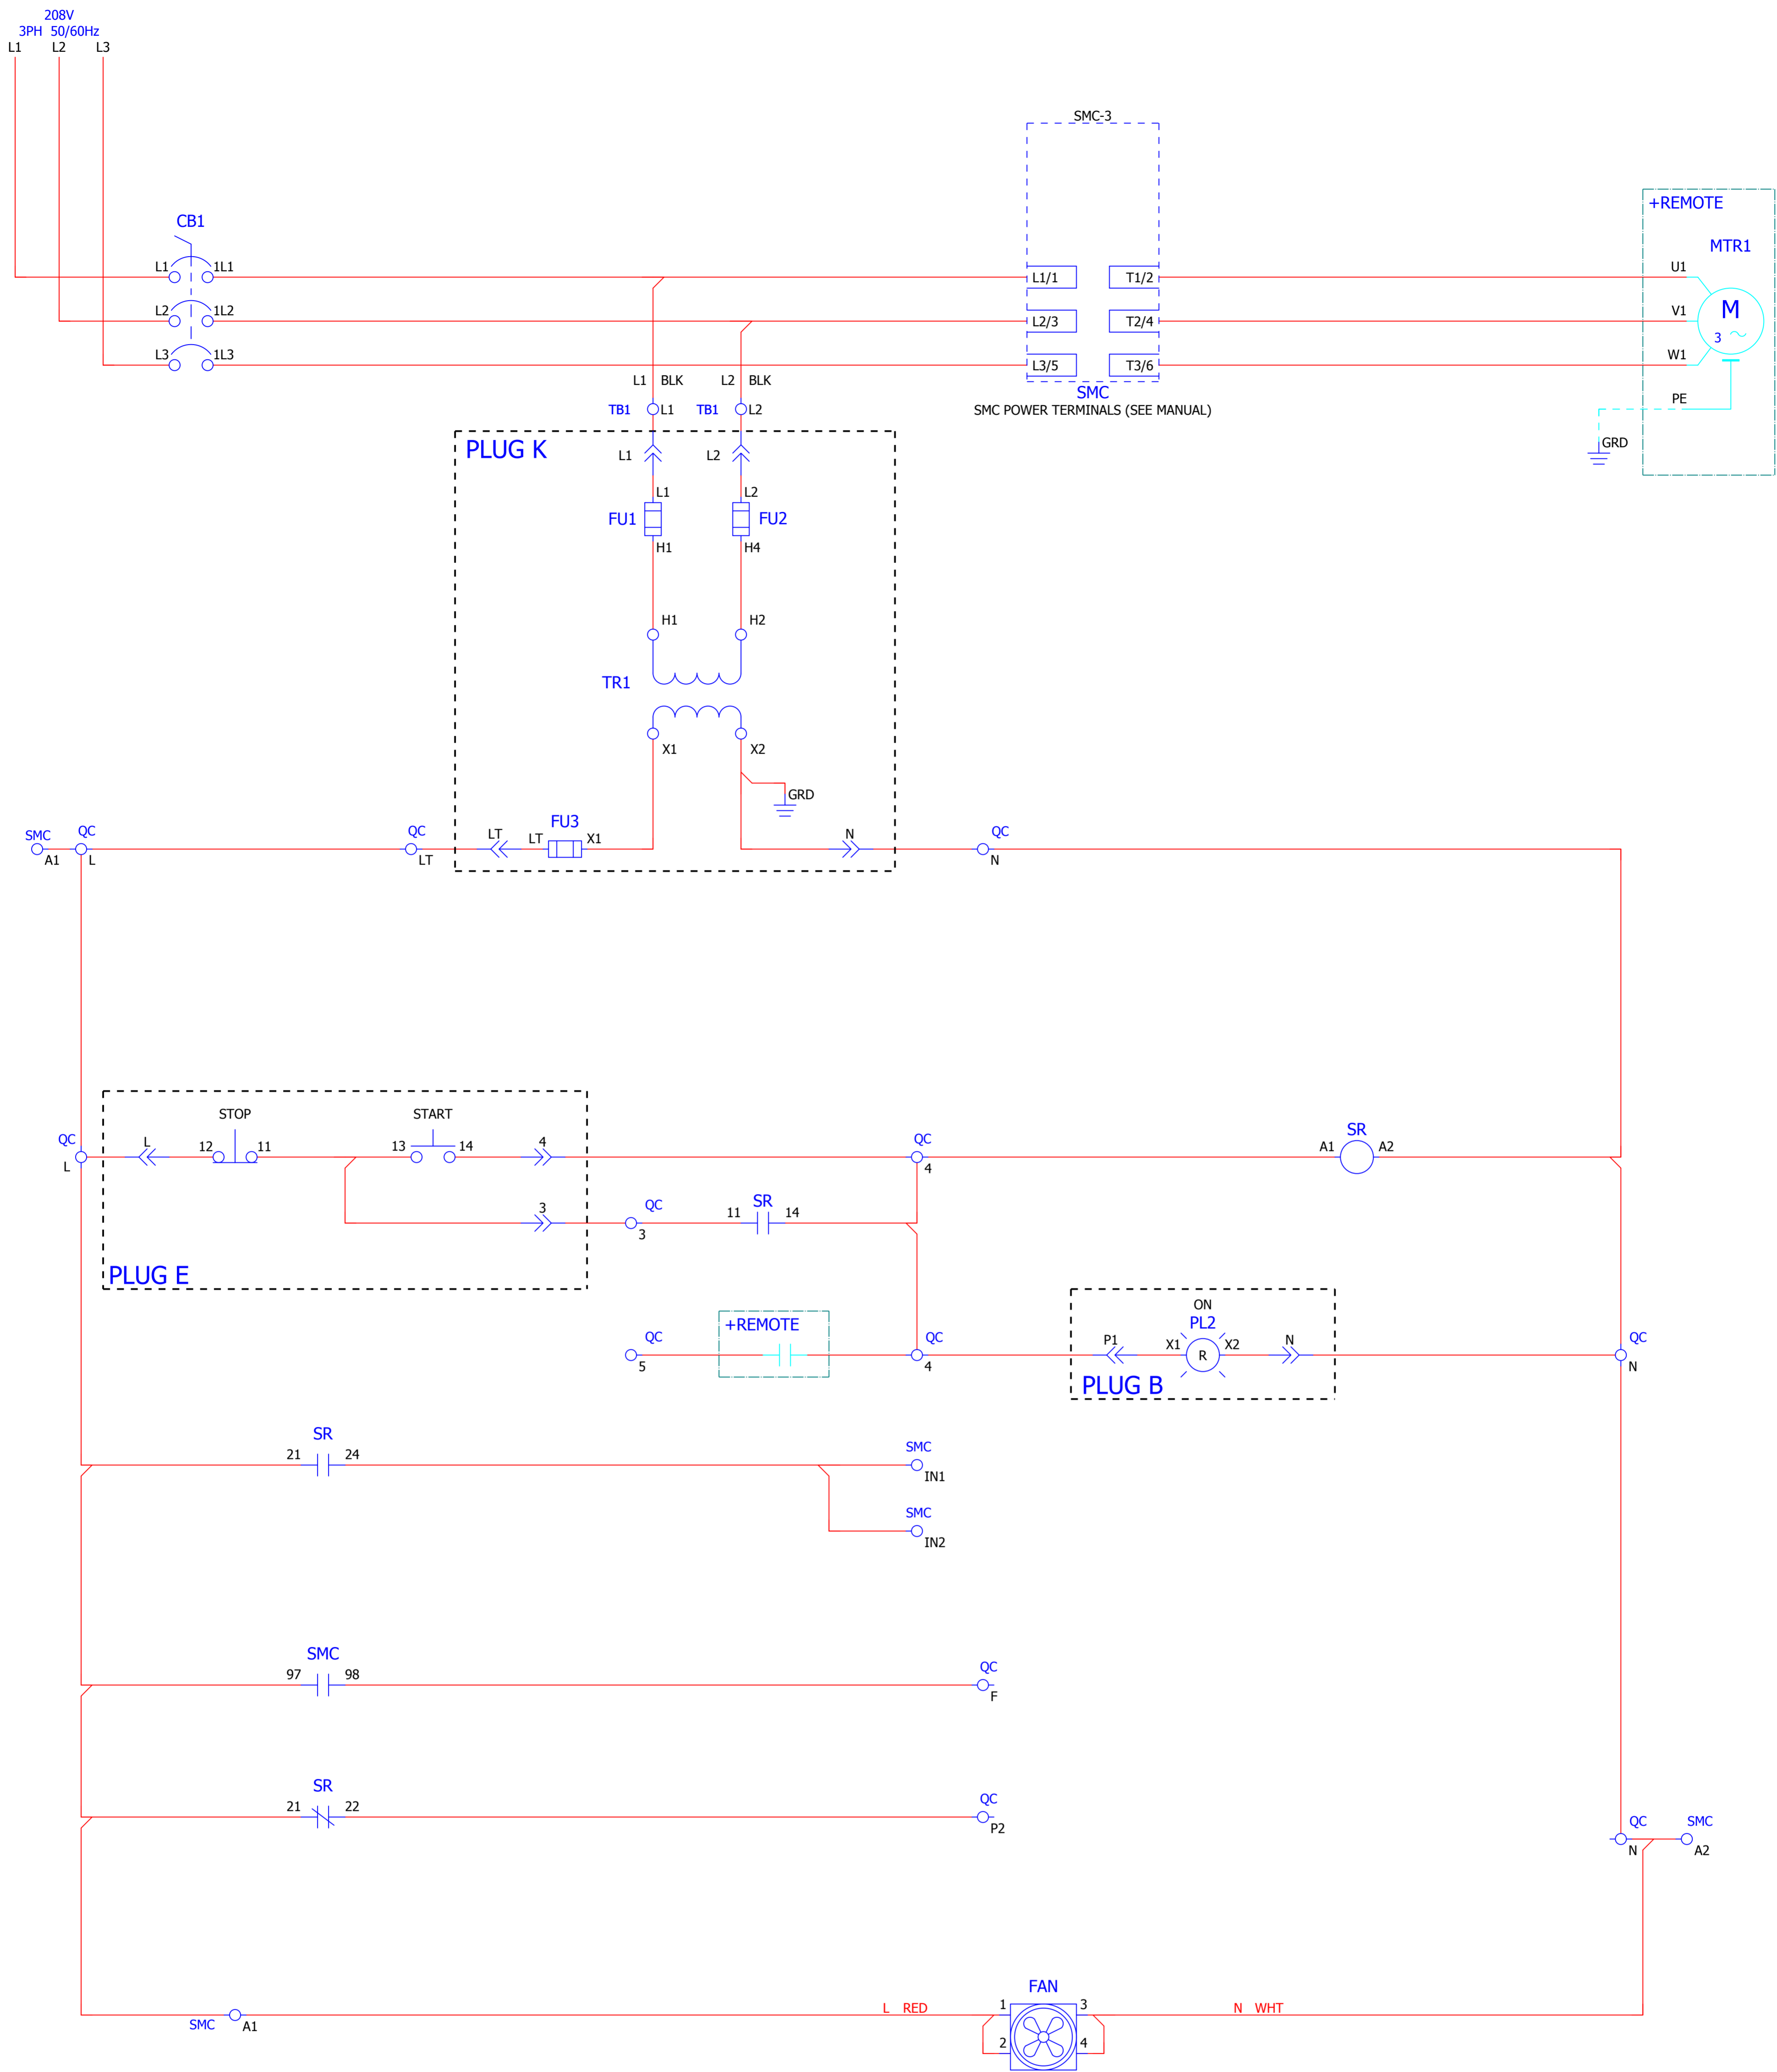 208V
3PH 50/60Hz
L1 L2 L3
SMC-3
+REMOTE
CB1
MTR1
L1 1L1 L1/1 T1/2 U1
L2 1L2 L2/3 T2/4 V1 M
3
L3 1L3 L3/5 T3/6 W1
L1 BLK L2 BLK
SMC
PE
TB1 L1 TB1 L2
SMC POWER TERMINALS (SEE MANUAL)
GRD
PLUG K
L1 L2
L1 L2
FU1 FU2
H1 H4
H1 H2
TR1
X1 X2
GRD
FU3
SMC QC QC LT LT X1 N QC
A1 L LT N
STOP START
QC L 12 11 13 14 4 QC SR
A1 A2
L 4
3 QC 11 SR 14
3
PLUG E
ON
+REMOTE PL2
QC QC P1 X1 R X2 N QC
5 4 N
PLUG B
SR
21 24 SMC
IN1
SMC
IN2
SMC
97 98 QC
F
SR
21 22 QC
P2
QC SMC
N A2
FAN
L RED 1 3 N WHT
SMC A1
2 4